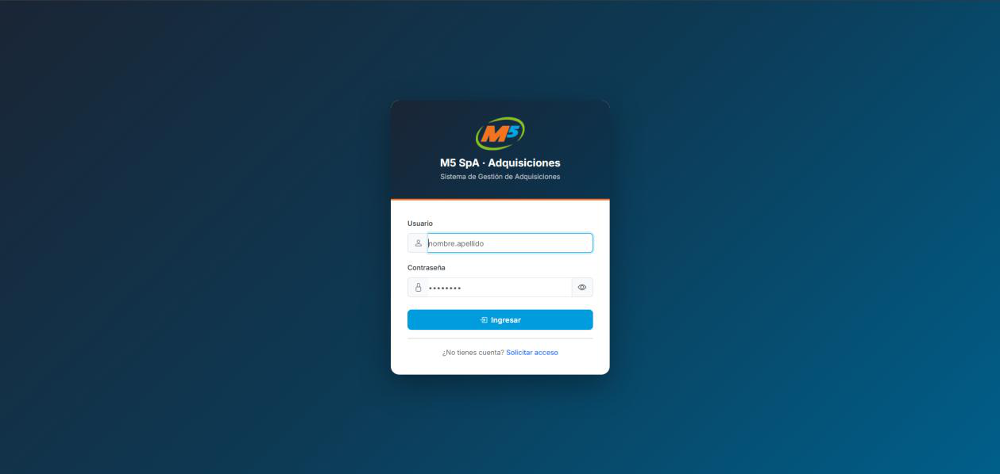 M5
M5 SpA · Adquisiciones
Sistema de Gestión de Adquisiciones
Usuario
nombre.apellido
Contraseña
••••••••
Ingresar
¿No tienes cuenta? Solicitar acceso